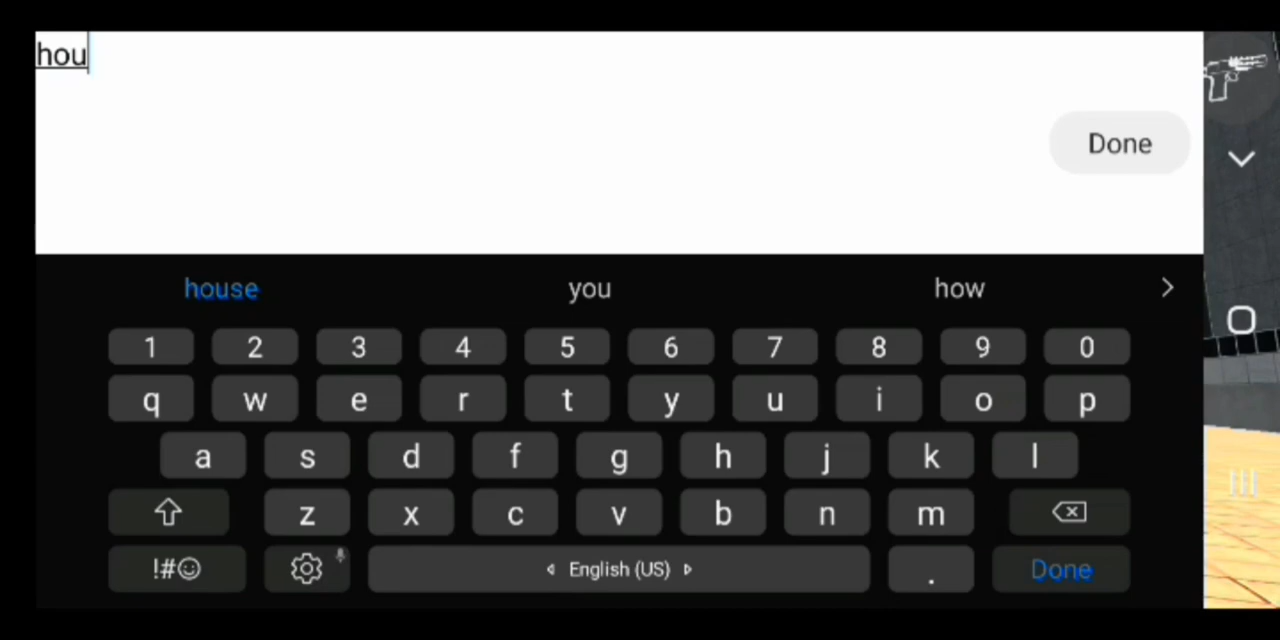 hou
Done
house you how
1 2 3 4 5 6 7 8 9 0
q w e r t y u i o p
a s d f g h j k l
z x c v b n m
!#☺ English (US) . Done